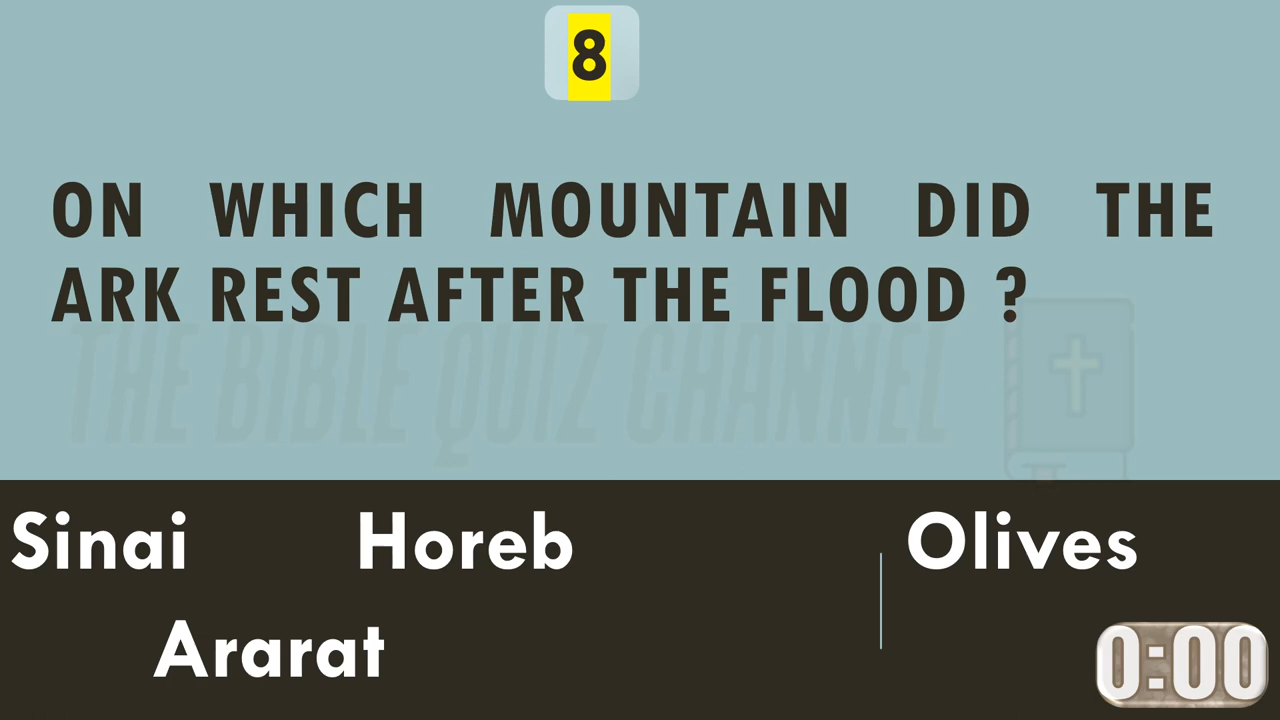 8
ON WHICH MOUNTAIN DID THE
ARK REST AFTER THE FLOOD ?
THE BIBLE QUIZ CHANNEL
Sinai Horeb Olives
Ararat
0:00